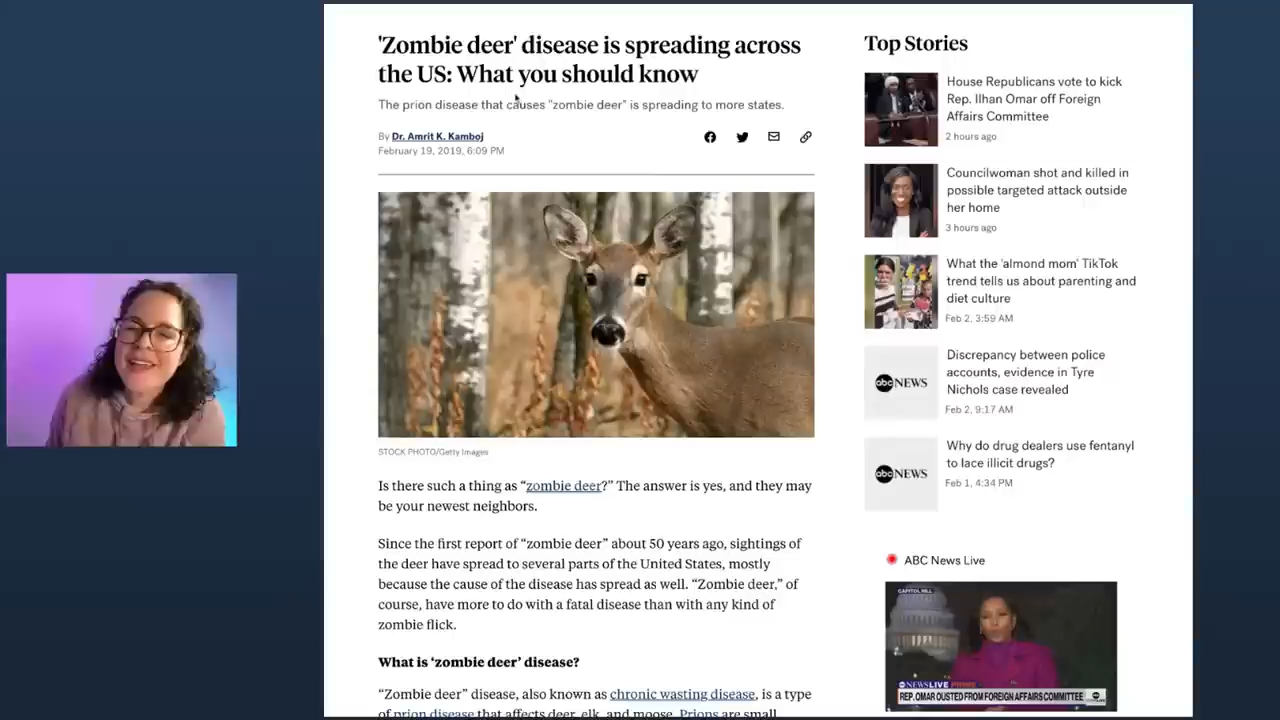 'Zombie deer' disease is spreading across
the US: What you should know
The prion disease that causes "zombie deer" is spreading to more states.
By Dr. Amrit K. Kamboj
February 19, 2019, 6:09 PM
STOCK PHOTO/Getty Images
Is there such a thing as “zombie deer?” The answer is yes, and they may
be your newest neighbors.
Since the first report of “zombie deer” about 50 years ago, sightings of
the deer have spread to several parts of the United States, mostly
because the cause of the disease has spread as well. “Zombie deer,” of
course, have more to do with a fatal disease than with any kind of
zombie flick.
What is ‘zombie deer’ disease?
“Zombie deer” disease, also known as chronic wasting disease, is a type
of prion disease that affects deer, elk, and moose. Prions are small
Top Stories
House Republicans vote to kick
Rep. Ilhan Omar off Foreign
Affairs Committee
2 hours ago
Councilwoman shot and killed in
possible targeted attack outside
her home
3 hours ago
What the 'almond mom' TikTok
trend tells us about parenting and
diet culture
Feb 2, 3:59 AM
abc NEWS
Discrepancy between police
accounts, evidence in Tyre
Nichols case revealed
Feb 2, 9:17 AM
abc NEWS
Why do drug dealers use fentanyl
to lace illicit drugs?
Feb 1, 4:34 PM
ABC News Live
CAPITOL HILL
abc NEWS LIVE PRIME
REP. OMAR OUSTED FROM FOREIGN AFFAIRS COMMITTEE